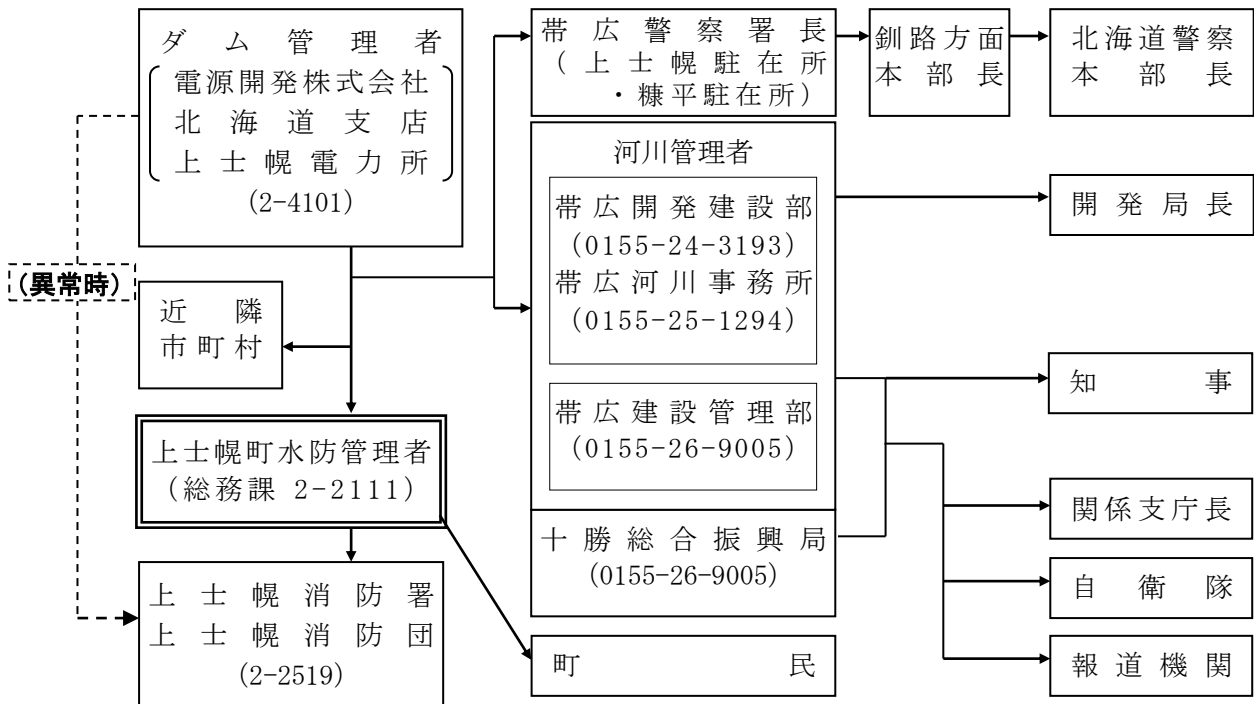 ダム管理者
電源開発株式会社
北海道支店
上士幌電力所
(2-4101)
(異常時)
近隣
市町村
上士幌町水防管理者
(総務課 2-2111)
上士幌消防署
上士幌消防団
(2-2519)
帯広警察署長
(上士幌駐在所
・糠平駐在所)
釧路方面
本部長
北海道警察
本部長
河川管理者
帯広開発建設部
(0155-24-3193)
帯広河川事務所
(0155-25-1294)
帯広建設管理部
(0155-26-9005)
十勝総合振興局
(0155-26-9005)
町民
開発局長
知事
関係支庁長
自衛隊
報道機関